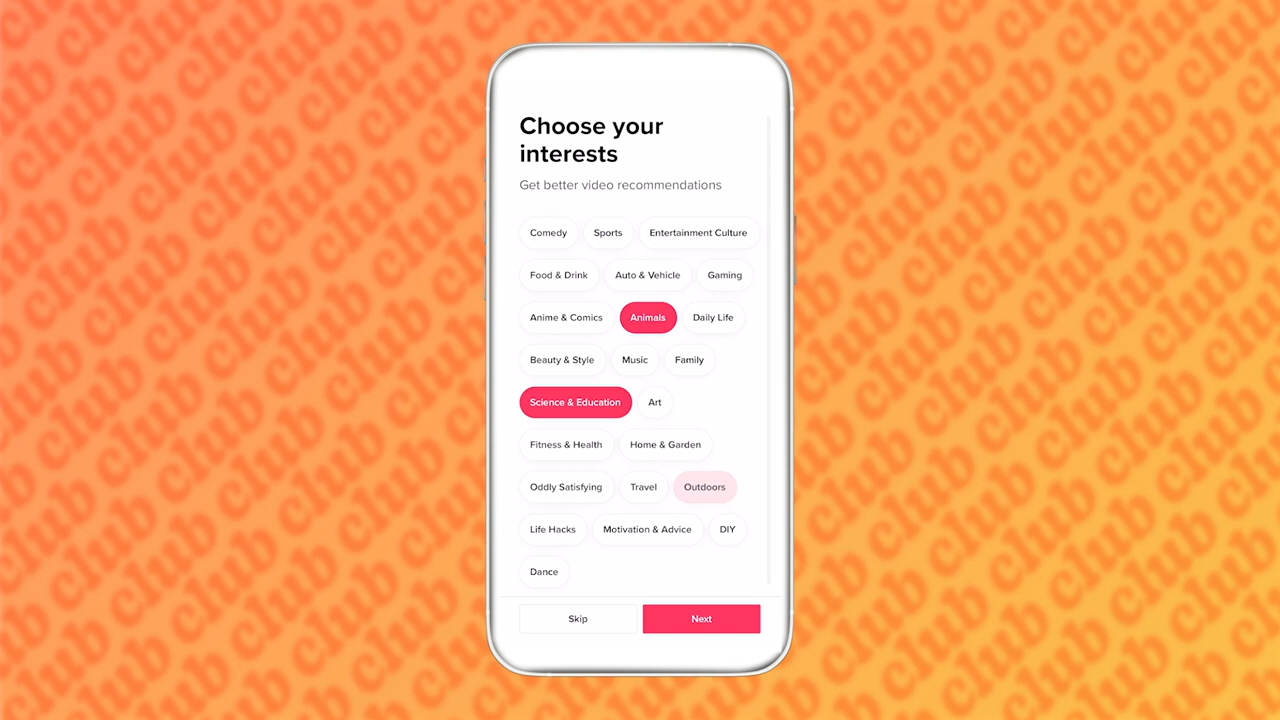 Choose your
interests
Get better video recommendations
Comedy Sports Entertainment Culture
Food & Drink Auto & Vehicle Gaming
Anime & Comics Animals Daily Life
Beauty & Style Music Family
Science & Education Art
Fitness & Health Home & Garden
Oddly Satisfying Travel Outdoors
Life Hacks Motivation & Advice DIY
Dance
Skip Next
club